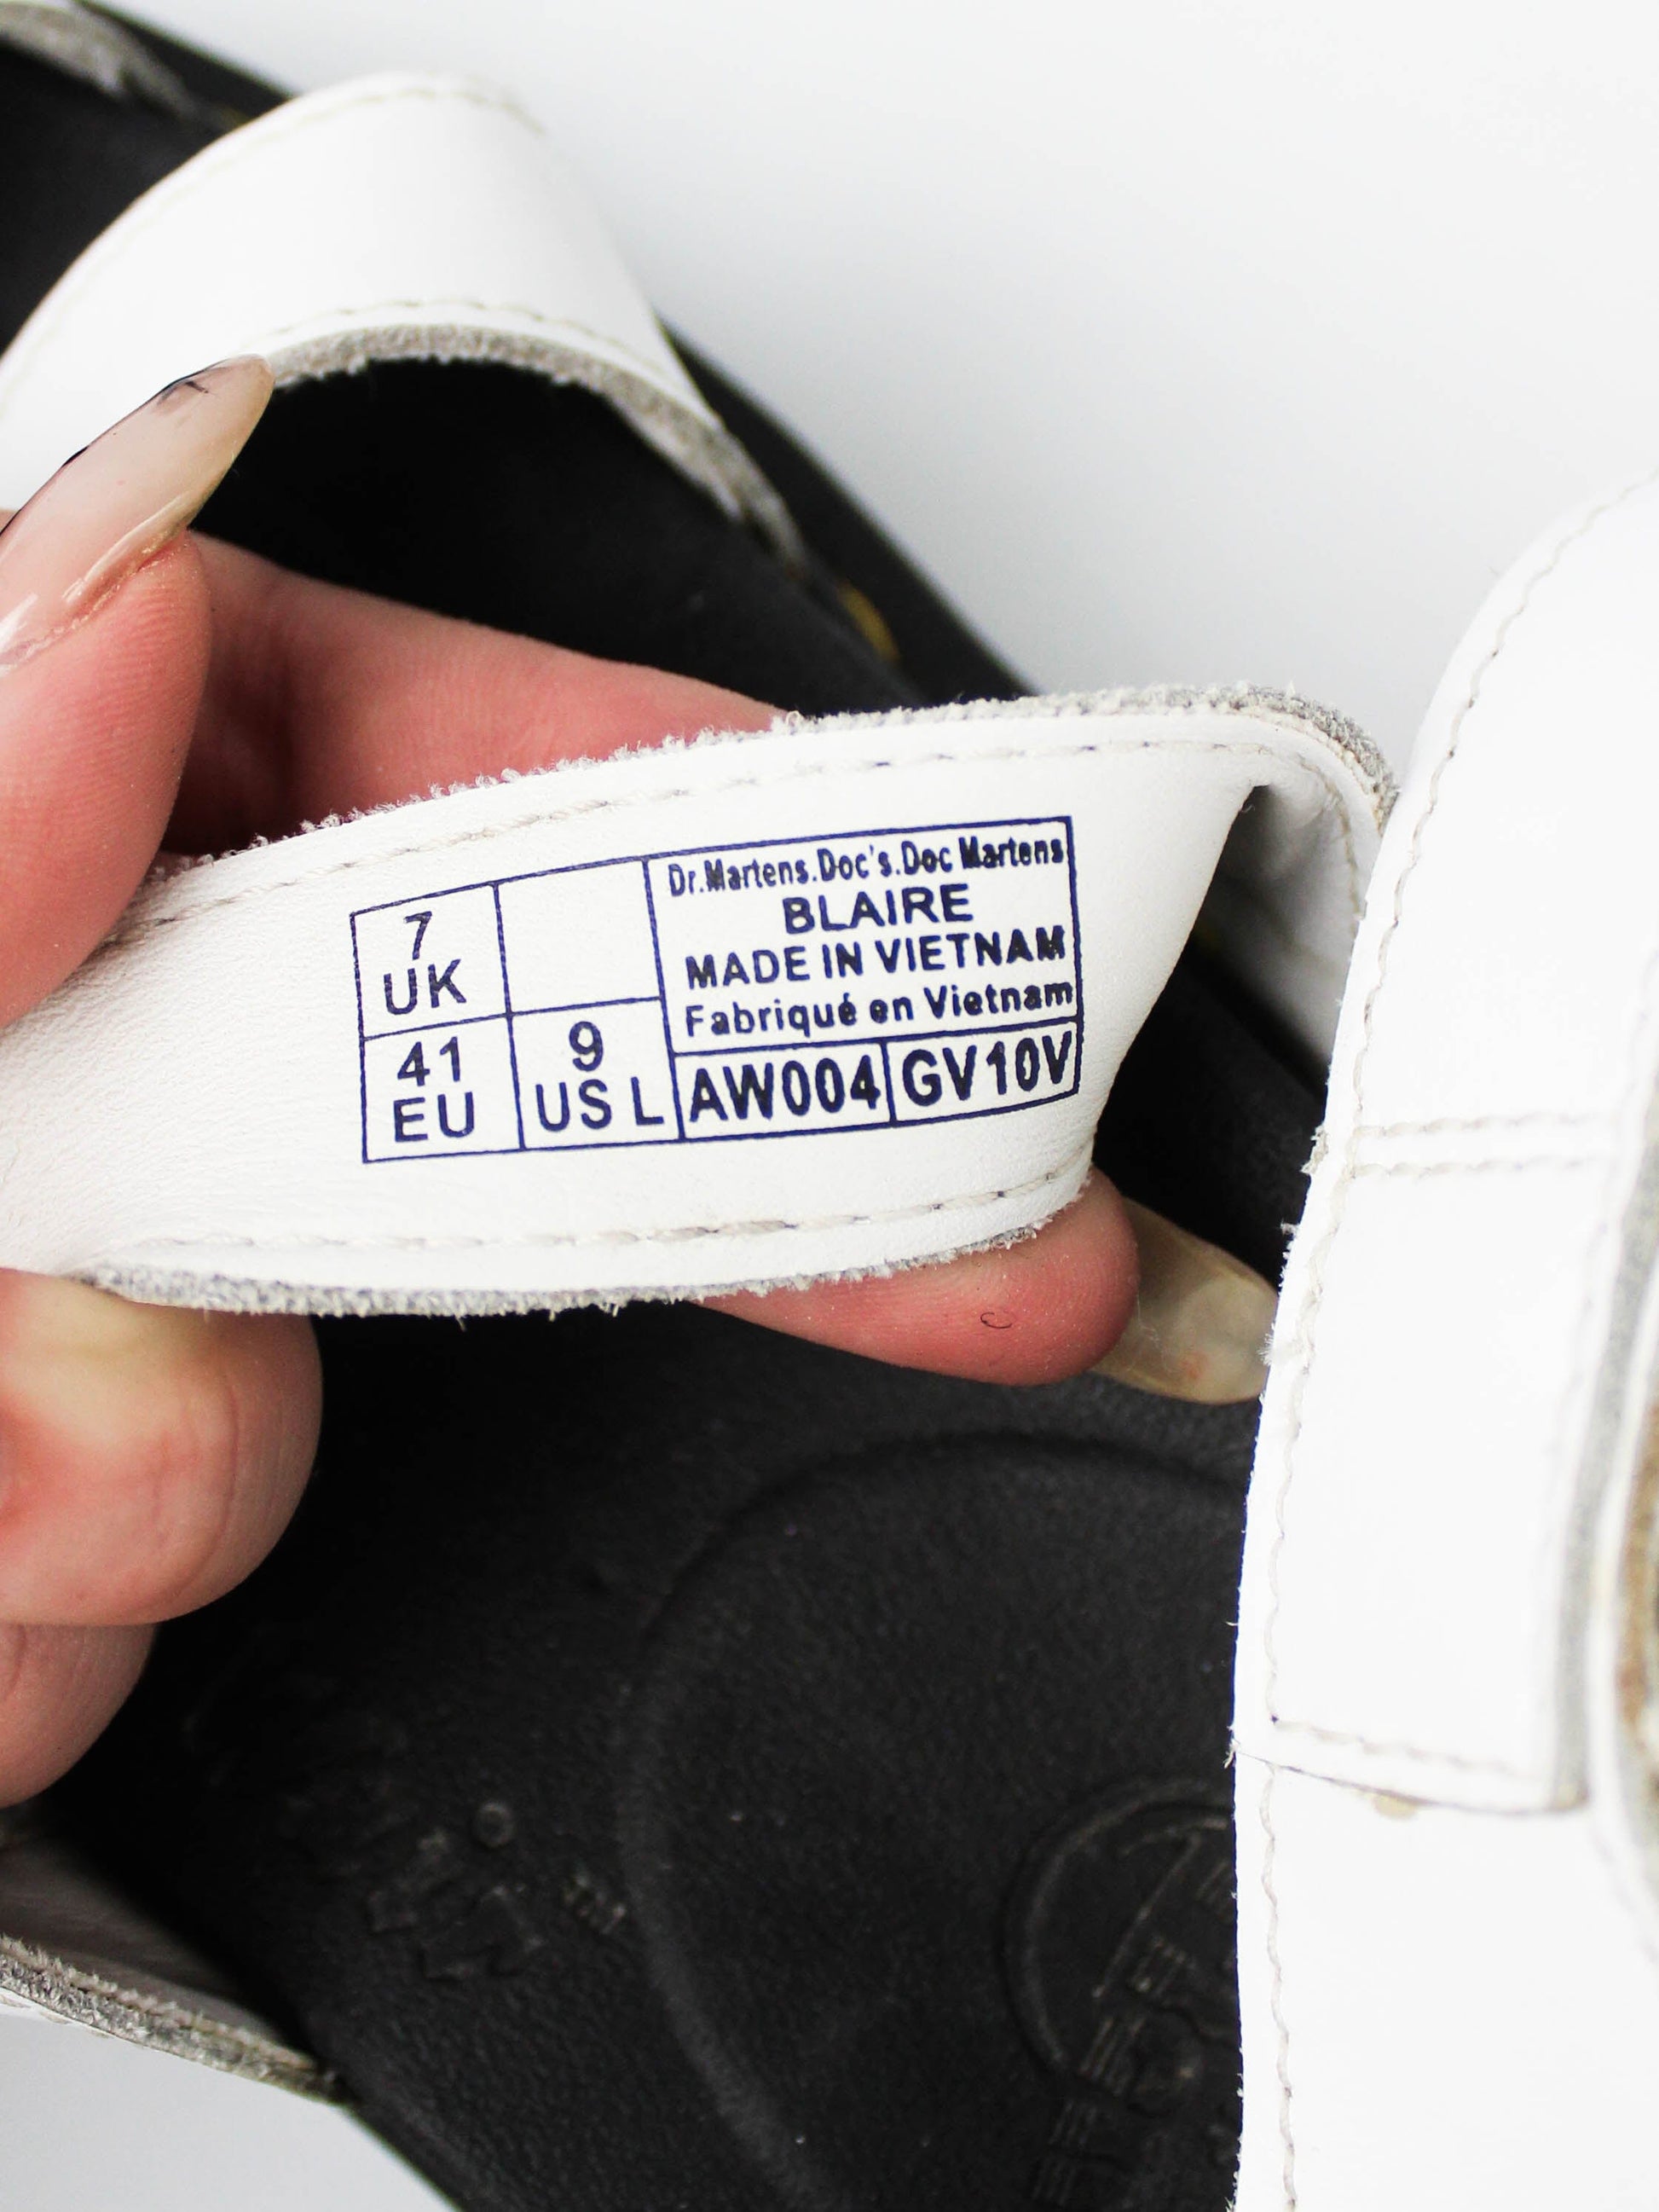 7
UK
41
EU
9
US L
Dr.Martens.Doc's.Doc Martens
BLAIRE
MADE IN VIETNAM
Fabriqué en Vietnam
AW004
GV10V